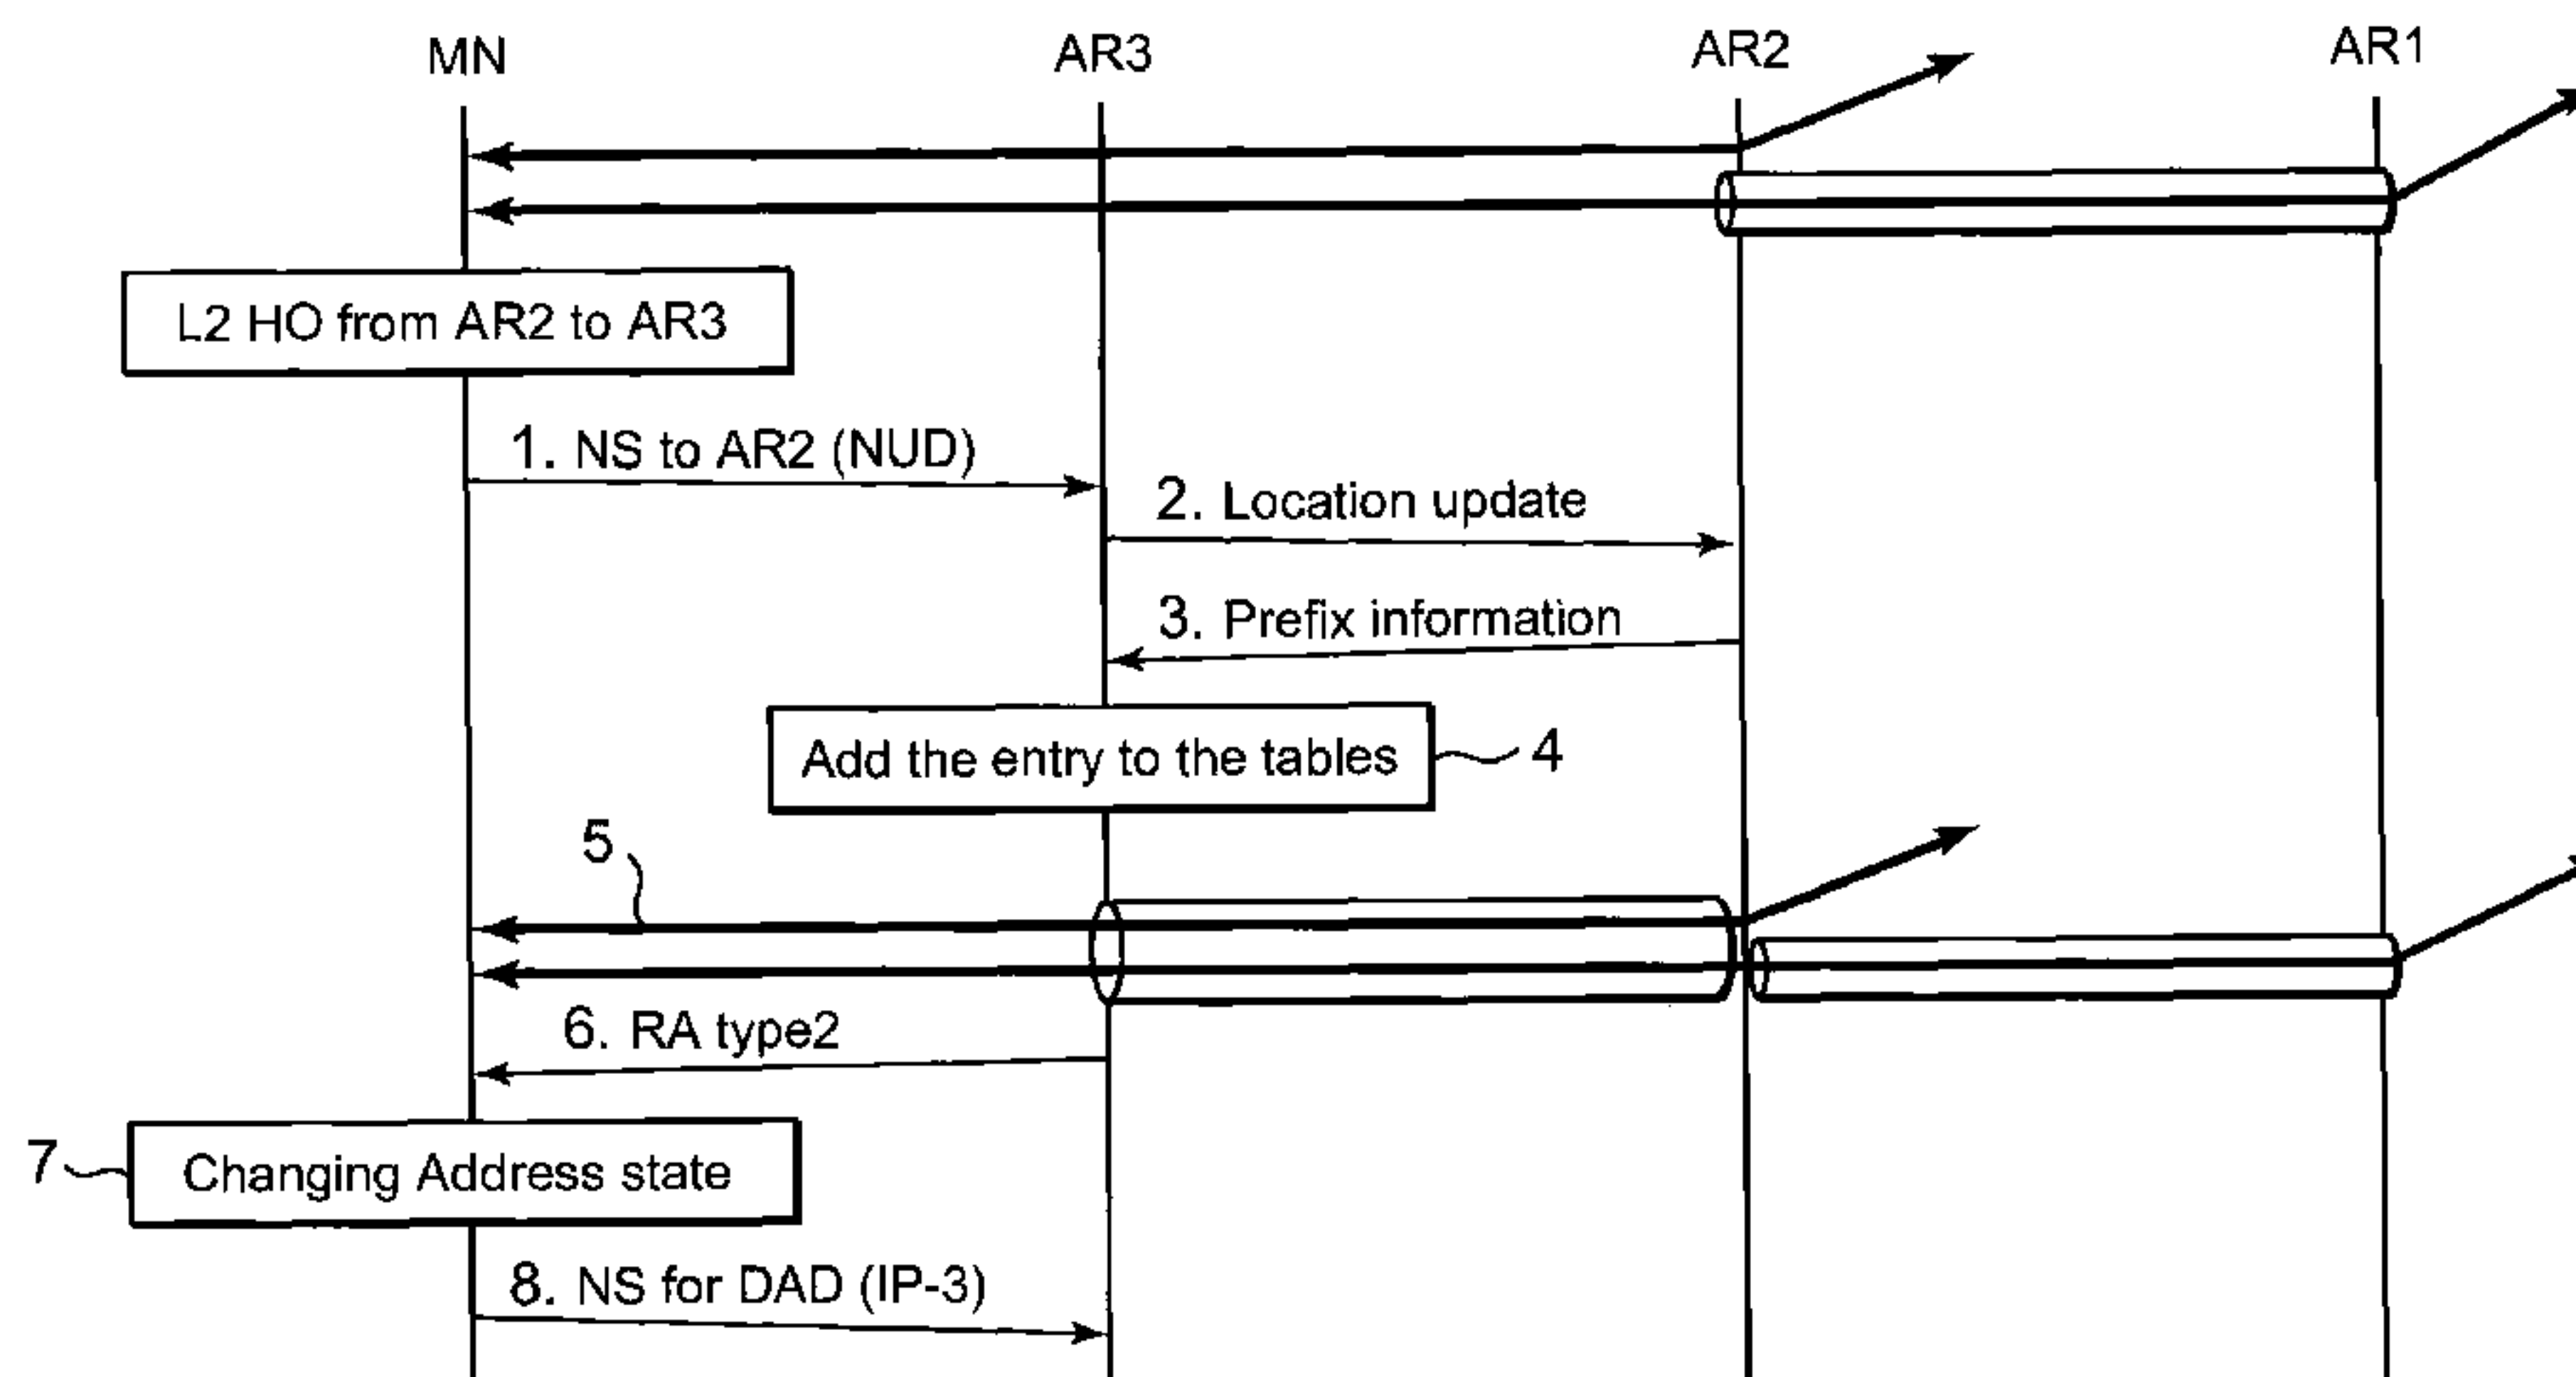 MN AR3 AR2 AR1
L2 HO from AR2 to AR3
1. NS to AR2 (NUD)
2. Location update
3. Prefix information
Add the entry to the tables 4
5
6. RA type2
7 Changing Address state
8. NS for DAD (IP-3)